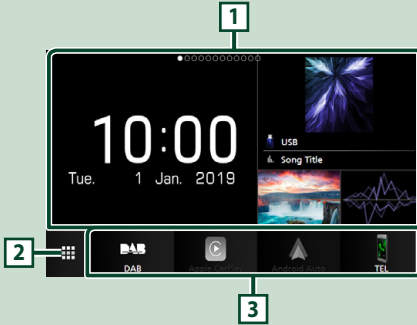 1
10:00
Tue. 1 Jan. 2019
USB
Song Title
2
DAB
DAB
Apple CarPlay
Android Auto
TEL
3